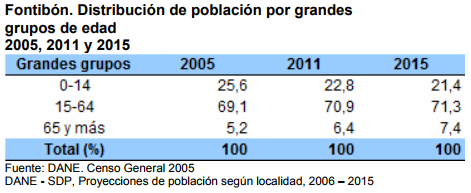 Fontibón. Distribución de población por grandes
grupos de edad
2005, 2011 y 2015
Grandes grupos 2005 2011 2015
0-14 25,6 22,8 21,4
15-64 69,1 70,9 71,3
65 y más 5,2 6,4 7,4
Total (%) 100 100 100
Fuente: DANE. Censo General 2005
DANE - SDP, Proyecciones de población según localidad, 2006 – 2015